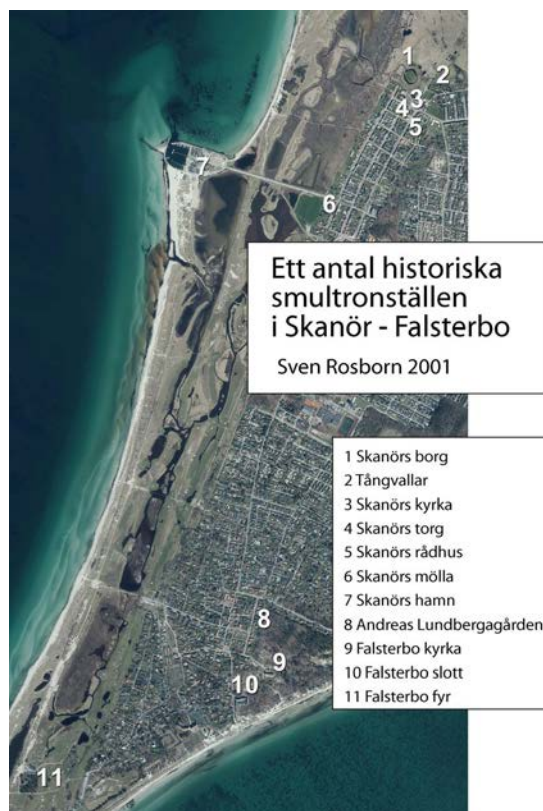 1
2
3
4
5
7
6
Ett antal historiska
smultronställen
i Skanör - Falsterbo
Sven Rosborn 2001
1 Skanörs borg
2 Tångvallar
3 Skanörs kyrka
4 Skanörs torg
5 Skanörs rådhus
6 Skanörs mölla
7 Skanörs hamn
8 Andreas Lundbergagården
9 Falsterbo kyrka
10 Falsterbo slott
11 Falsterbo fyr
8
9
10
11